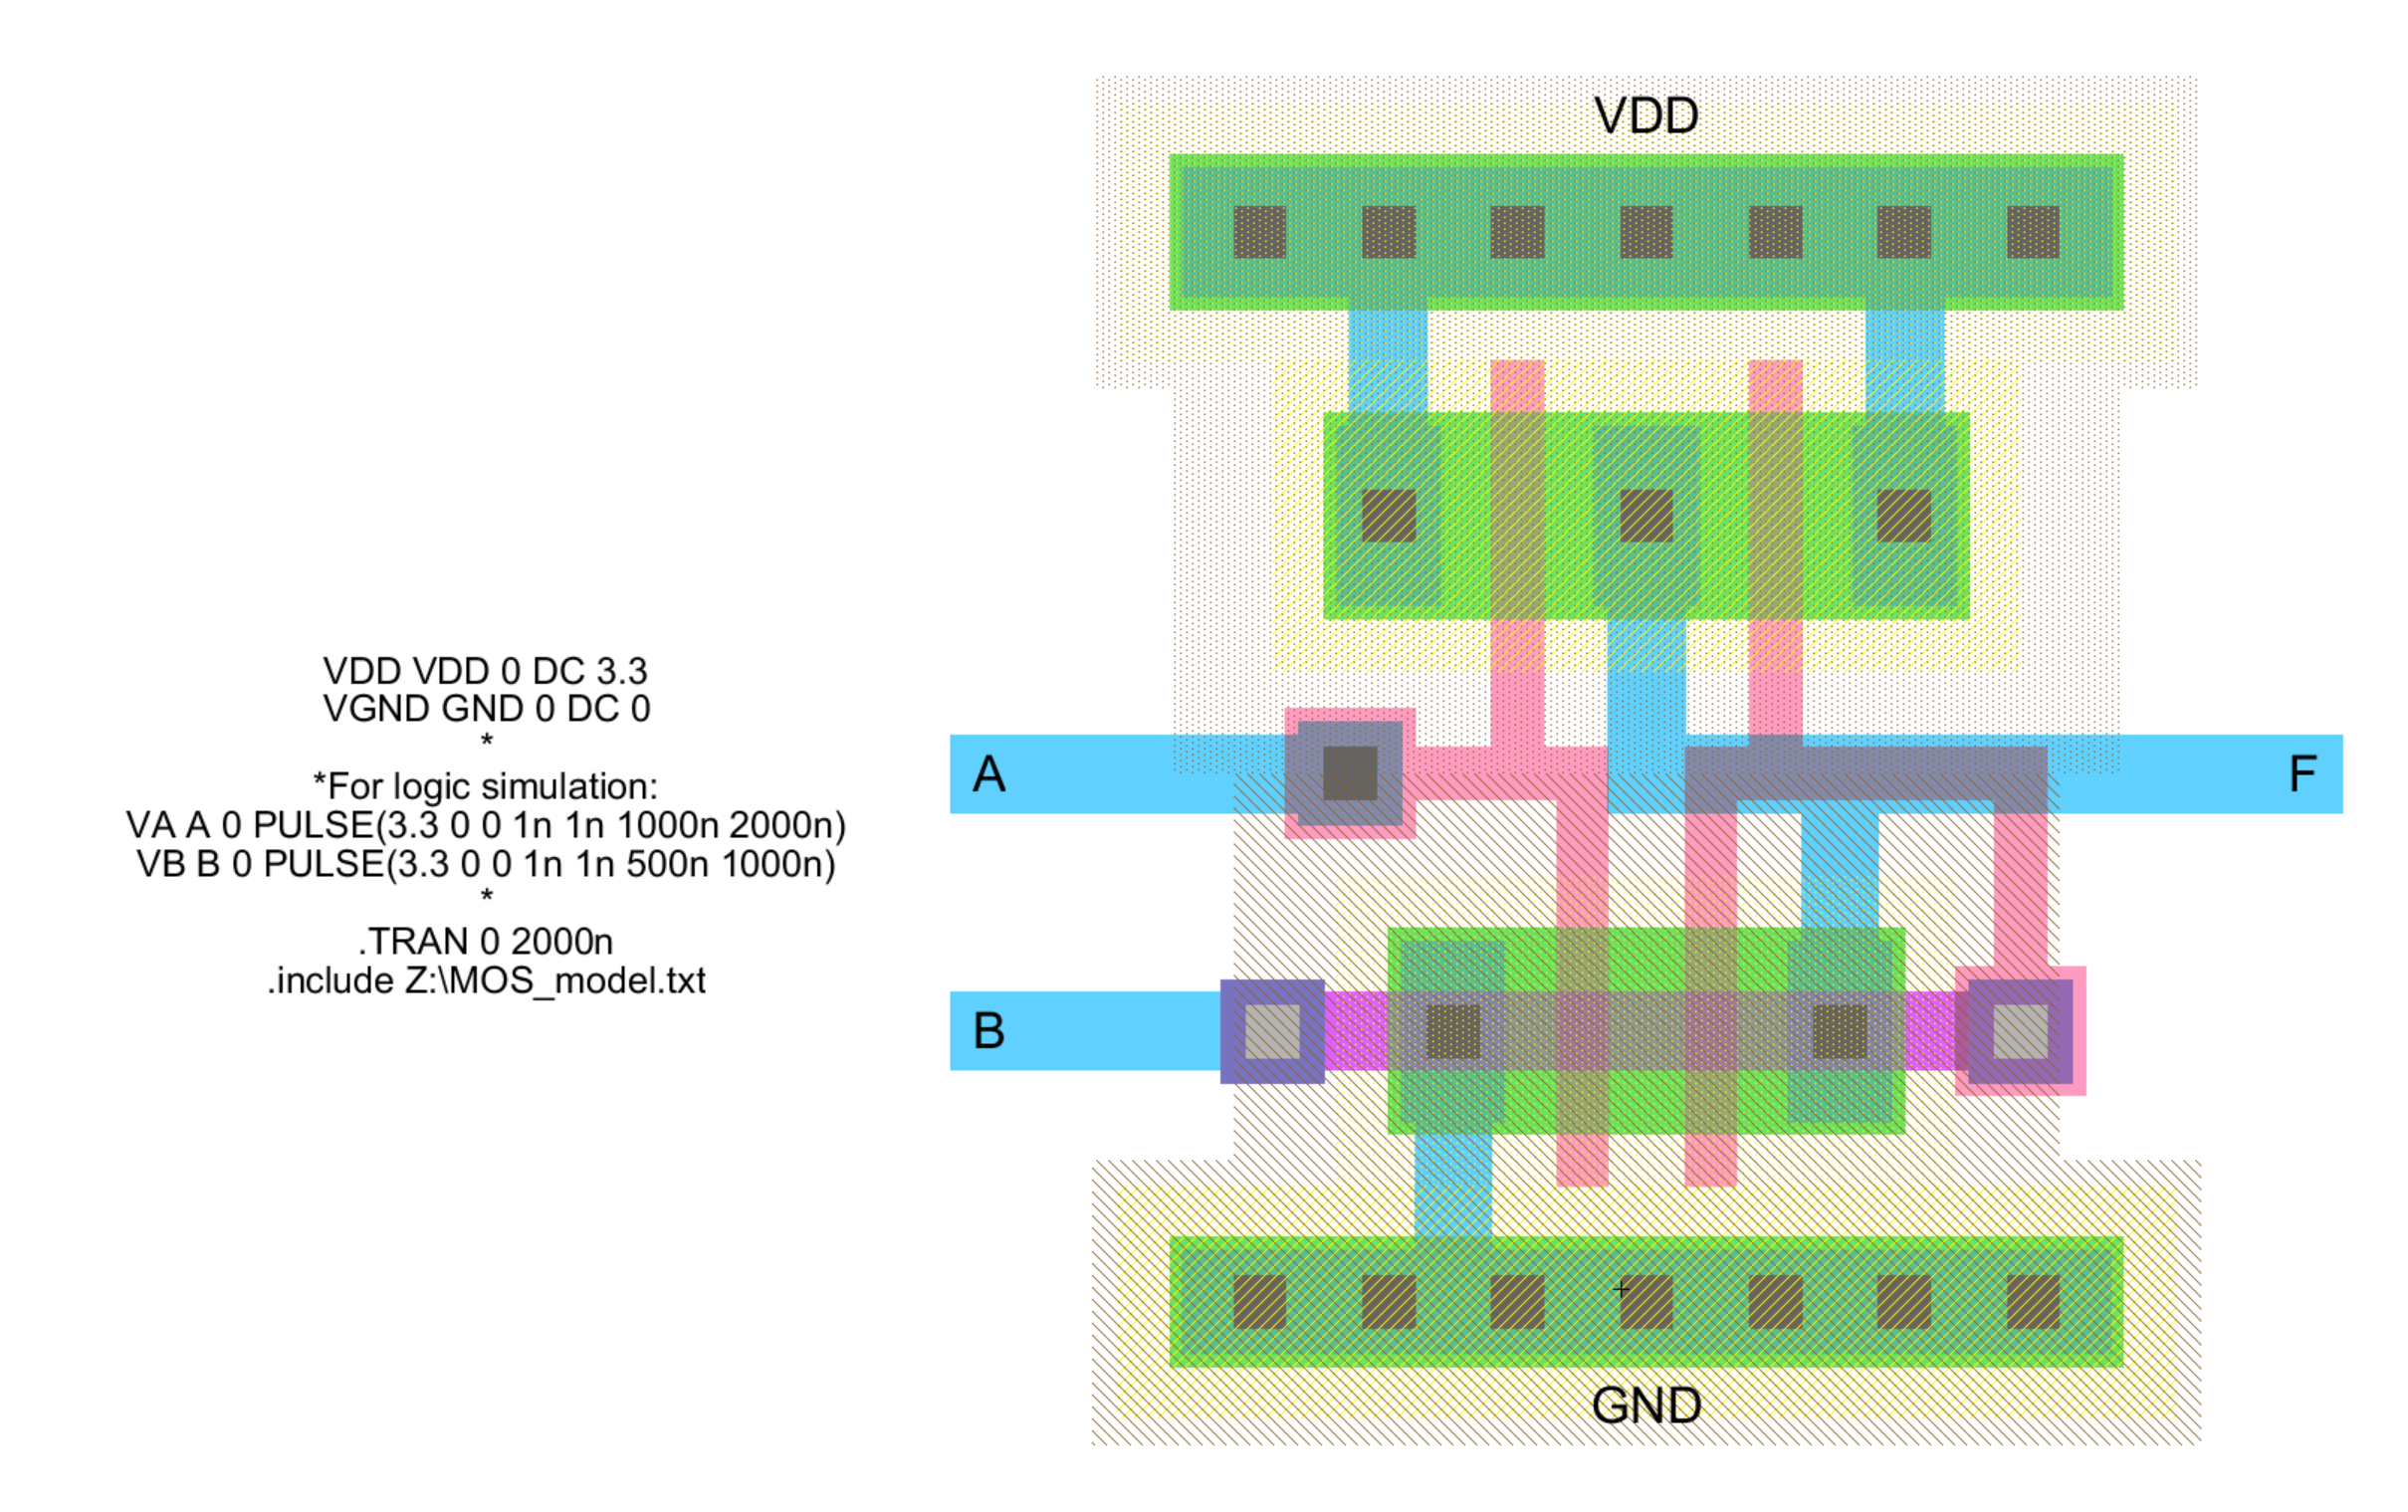 VDD
VDD VDD 0 DC 3.3
VGND GND 0 DC 0
*
*For logic simulation:
VA A 0 PULSE(3.3 0 0 1n 1n 1000n 2000n)
VB B 0 PULSE(3.3 0 0 1n 1n 500n 1000n)
*
.TRAN 0 2000n
.include Z:\MOS_model.txt
A
F
B
GND